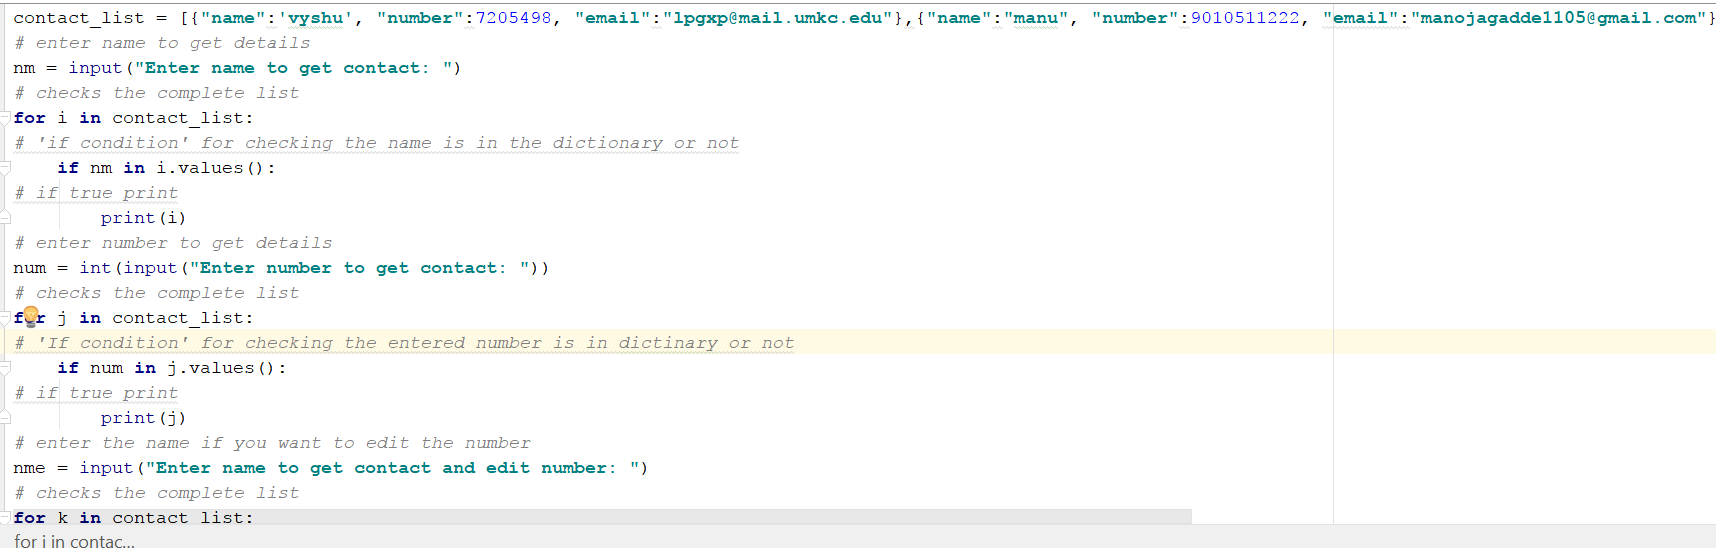 contact_list = [{"name":'vyshu', "number":7205498, "email":"lpgxp@mail.umkc.edu"},{"name":"manu", "number":9010511222, "email":"manojagadde1105@gmail.com"}
# enter name to get details
nm = input("Enter name to get contact: ")
# checks the complete list
for i in contact_list:
# 'if condition' for checking the name is in the dictionary or not
    if nm in i.values():
# if true print
        print(i)
# enter number to get details
num = int(input("Enter number to get contact: "))
# checks the complete list
for j in contact_list:
# 'If condition' for checking the entered number is in dictinary or not
    if num in j.values():
# if true print
        print(j)
# enter the name if you want to edit the number
nme = input("Enter name to get contact and edit number: ")
# checks the complete list
for k in contact_list:
for i in contac...